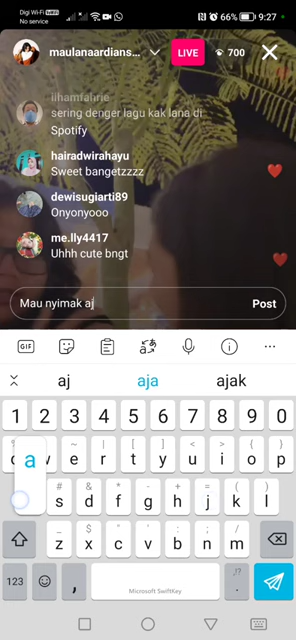 Digi Wi-Fi VoWiFi
No service
66% 9:27
maulanaardians... LIVE 700
ilhamfahrie
sering denger lagu kak lana di
Spotify
hairadwirahayu
Sweet bangetzzzz
dewisugiarti89
Onyonyooo
me.lly4417
Uhhh cute bngt
Mau nyimak aj Post
GIF
aj aja ajak
1 2 3 4 5 6 7 8 9 0
a w e r t y u i o p
s d f g h j k l
z x c v b n m
123 , Microsoft SwiftKey .